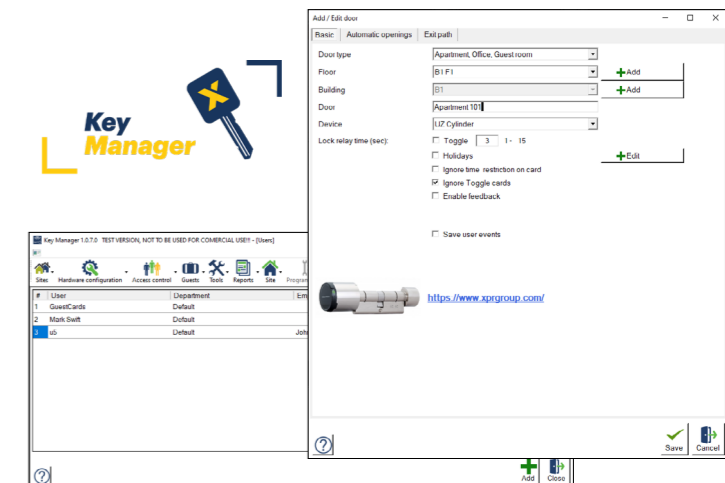 Key
Manager
Add / Edit door
Basic Automatic openings Exit path
Door type Apartment, Office, Guest room
Floor B1F1 Add
Building B1 Add
Door Apartment 101
Device UZ Cylinder
Lock relay time (sec): Toggle 3 1- 15
Holidays Edit
Ignore time restriction on card
Ignore Toggle cards
Enable feedback
Save user events
https://www.xprgroup.com/
Save Cancel
Key Manager 1.0.7.0 TEST VERSION, NOT TO BE USED FOR COMERCIAL USE!!! - [Users]
Sites Hardware configuration Access control Guests Tools Reports Site
# User Department
1 GuestCards Default
2 Mark Swift Default
3 u5 Default
Add Close